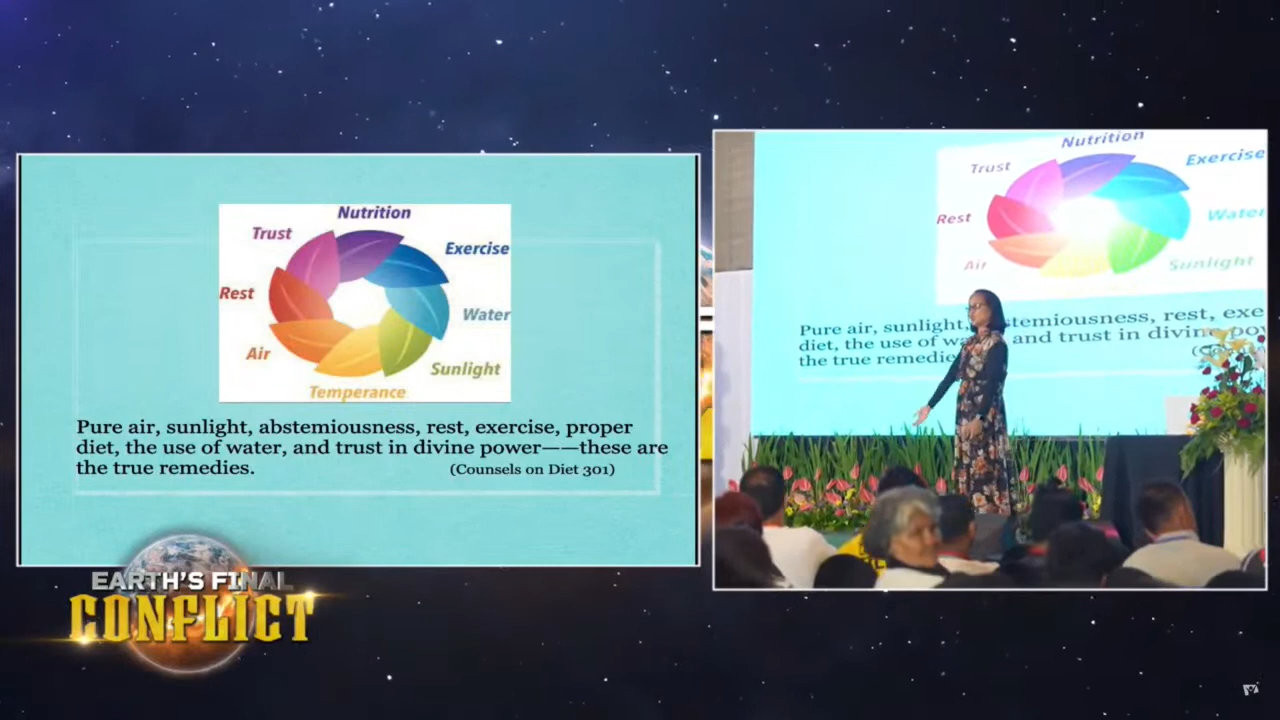 Nutrition
Trust
Exercise
Rest
Water
Air
Sunlight
Temperance
Pure air, sunlight, abstemiousness, rest, exercise, proper
diet, the use of water, and trust in divine power——these are
the true remedies.
(Counsels on Diet 301)
EARTH'S FINAL
CONFLICT
Nutrition
Trust
Exercise
Rest
Water
Air
Sunlight
Pure air, sunlight, stemiousness, rest, exe
diet, the use of wa and trust in divine pow
the true remedie